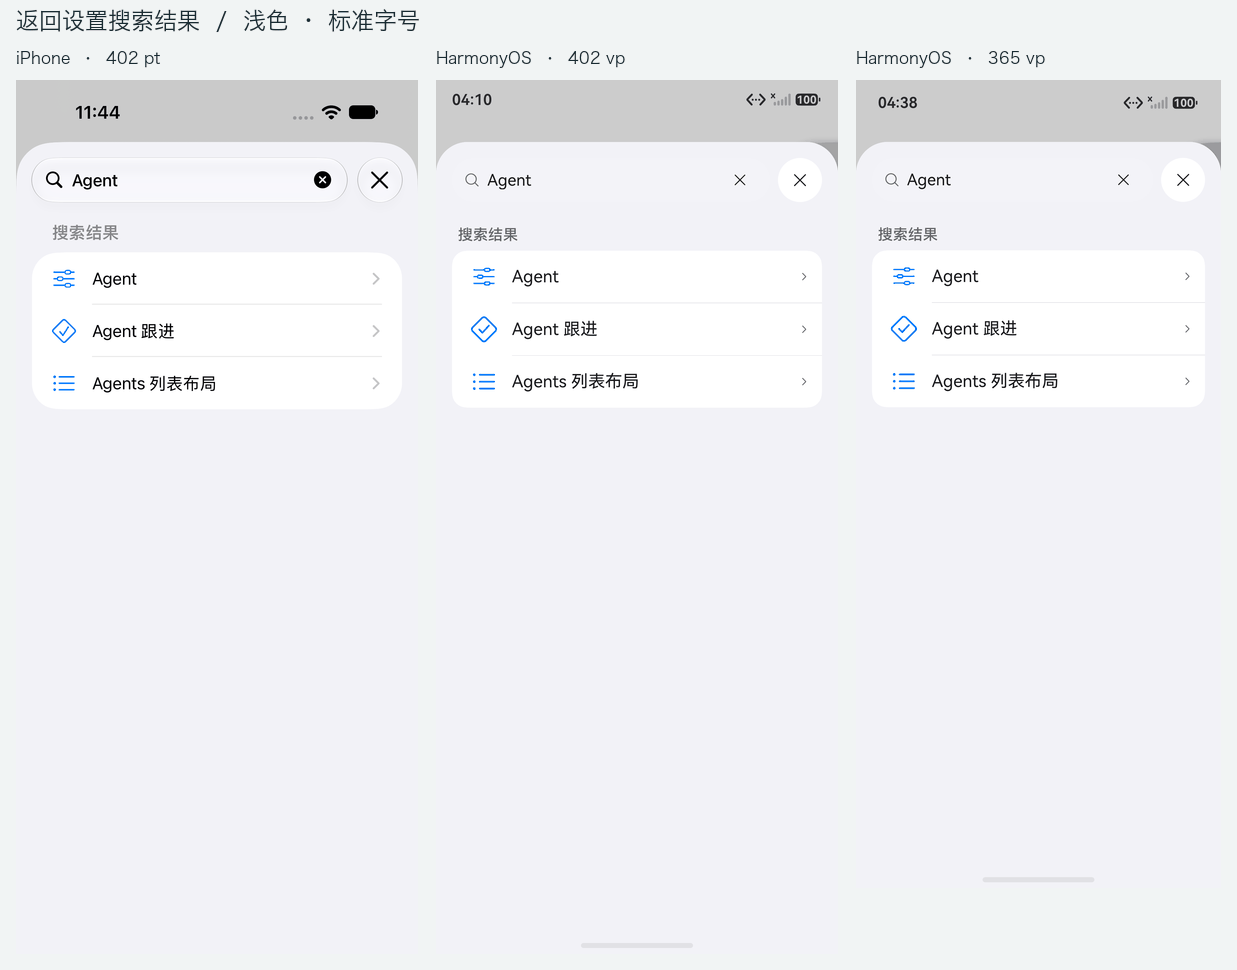 返回设置搜索结果 / 浅色 · 标准字号
iPhone · 402 pt
11:44
Agent
搜索结果
Agent
Agent 跟进
Agents 列表布局
HarmonyOS · 402 vp
04:10
100
Agent
搜索结果
Agent
Agent 跟进
Agents 列表布局
HarmonyOS · 365 vp
04:38
100
Agent
搜索结果
Agent
Agent 跟进
Agents 列表布局